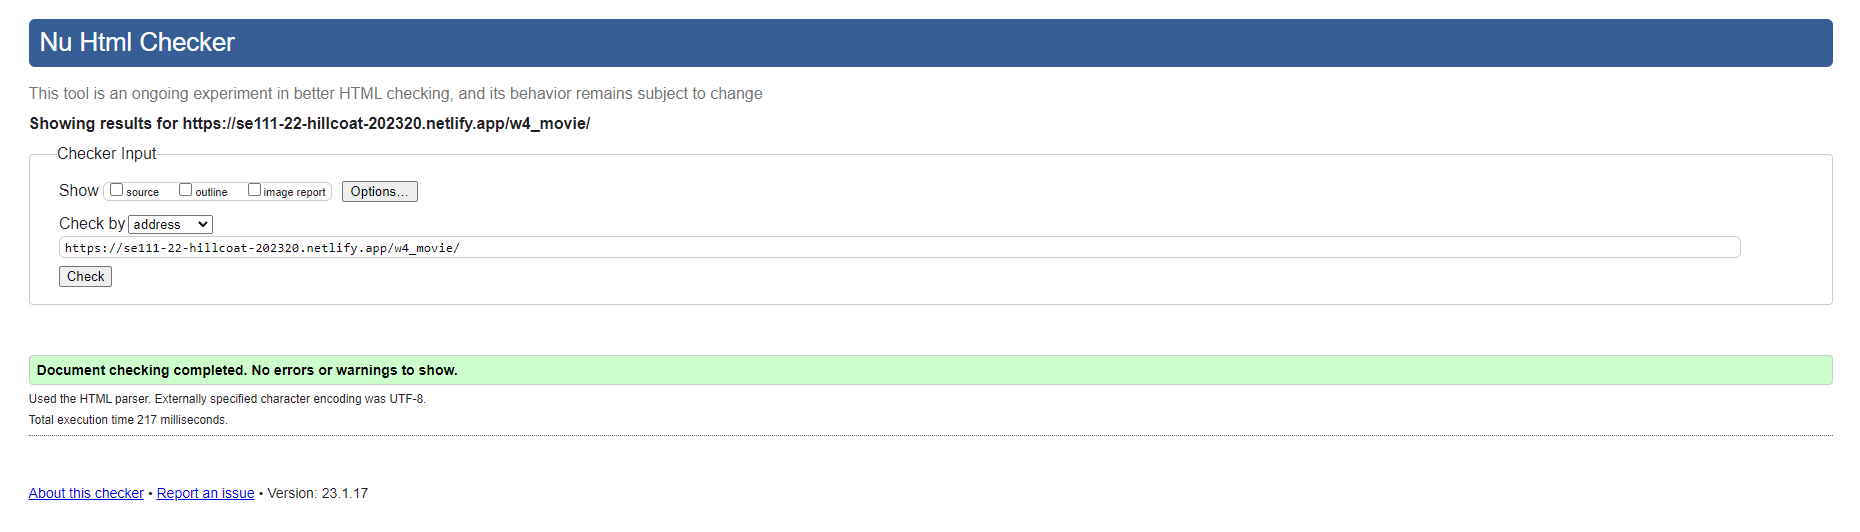 Nu Html Checker
This tool is an ongoing experiment in better HTML checking, and its behavior remains subject to change
Showing results for https://se111-22-hillcoat-202320.netlify.app/w4_movie/
Checker Input
Show source outline image report Options...
Check by address
https://se111-22-hillcoat-202320.netlify.app/w4_movie/
Check
Document checking completed. No errors or warnings to show.
Used the HTML parser. Externally specified character encoding was UTF-8.
Total execution time 217 milliseconds.
About this checker • Report an issue • Version: 23.1.17